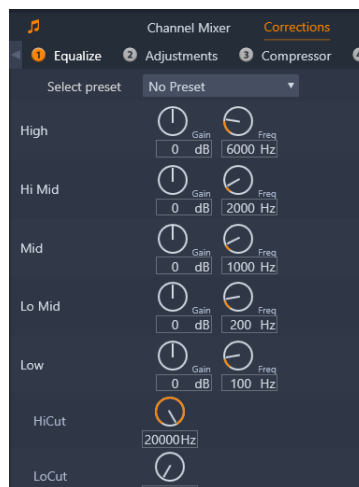 Channel Mixer Corrections
1 Equalize 2 Adjustments 3 Compressor
Select preset No Preset
High Gain Freq
0 dB 6000 Hz
Hi Mid Gain Freq
0 dB 2000 Hz
Mid Gain Freq
0 dB 1000 Hz
Lo Mid Gain Freq
0 dB 200 Hz
Low Gain Freq
0 dB 100 Hz
HiCut
20000 Hz
LoCut